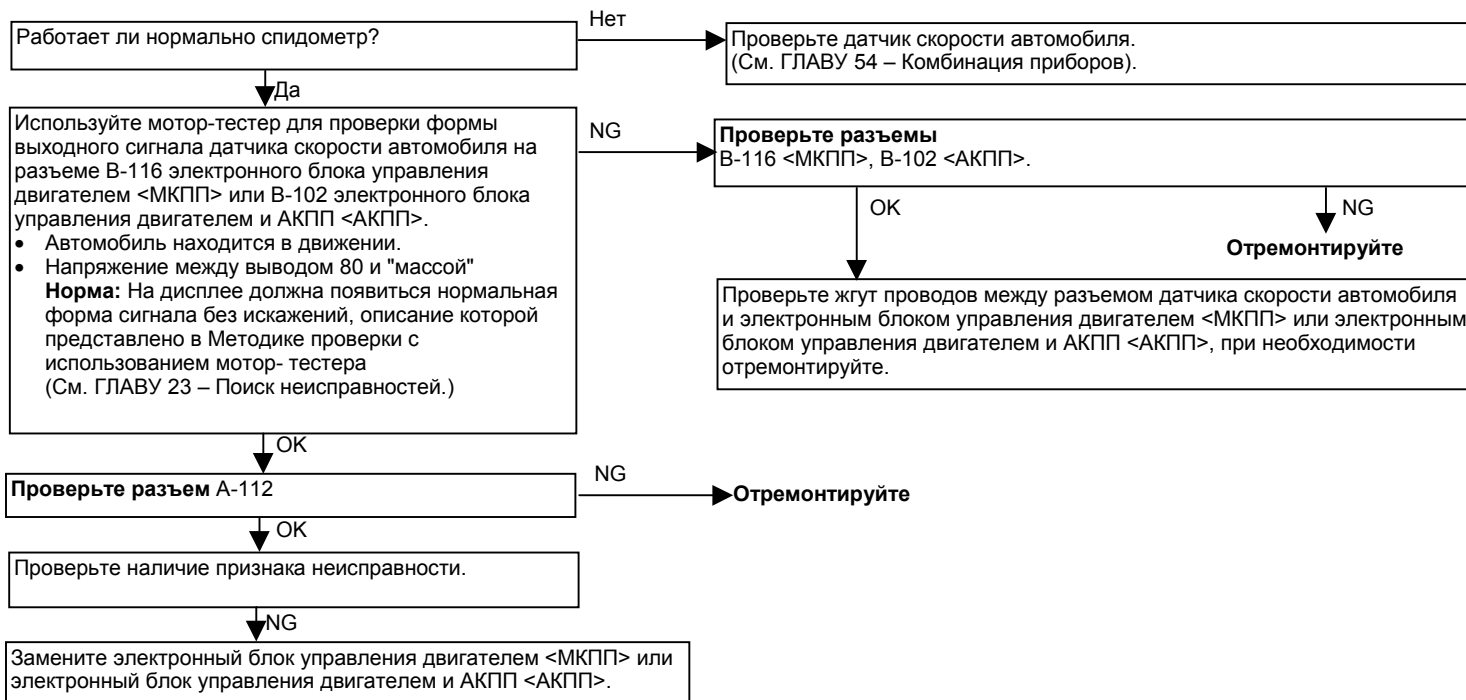 Работает ли нормально спидометр?
Нет
Проверьте датчик скорости автомобиля.
(См. ГЛАВУ 54 – Комбинация приборов).
Да
Используйте мотор-тестер для проверки формы
выходного сигнала датчика скорости автомобиля на
разъеме B-116 электронного блока управления
двигателем <МКПП> или B-102 электронного блока
управления двигателем и АКПП <АКПП>.
• Автомобиль находится в движении.
• Напряжение между выводом 80 и "массой"
Норма: На дисплее должна появиться нормальная
форма сигнала без искажений, описание которой
представлено в Методике проверки с
использованием мотор- тестера
(См. ГЛАВУ 23 – Поиск неисправностей.)
NG
Проверьте разъемы
B-116 <МКПП>, B-102 <АКПП>.
OK
NG
Отремонтируйте
Проверьте жгут проводов между разъемом датчика скорости автомобиля
и электронным блоком управления двигателем <МКПП> или электронным
блоком управления двигателем и АКПП <АКПП>, при необходимости
отремонтируйте.
OK
Проверьте разъем A-112
NG
Отремонтируйте
OK
Проверьте наличие признака неисправности.
NG
Замените электронный блок управления двигателем <МКПП> или
электронный блок управления двигателем и АКПП <АКПП>.